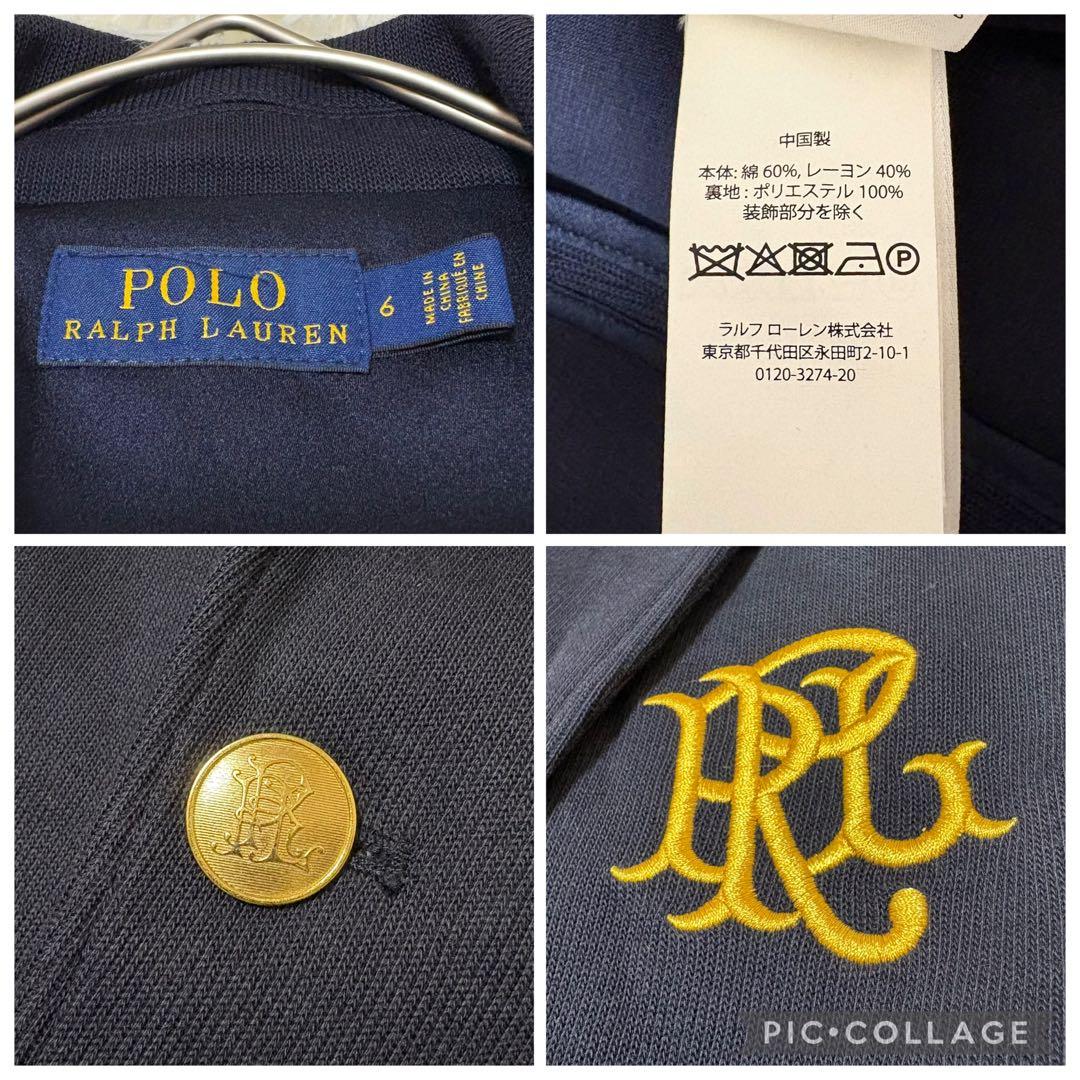 POLO
RALPH LAUREN
6
MADE IN
CHINA
FABRIQUE EN
CHINE
中国製
本体: 綿 60%, レーヨン 40%
裏地 : ポリエステル 100%
装飾部分を除く
P
ラルフ ローレン株式会社
東京都千代田区永田町2-10-1
0120-3274-20
PRL
PRL
PIC•COLLAGE